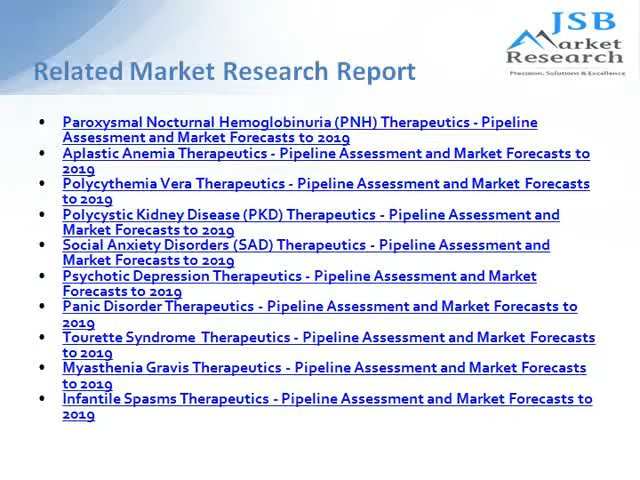 JSB
Market
Research
Precision, Solutions & Excellence
Related Market Research Report
• Paroxysmal Nocturnal Hemoglobinuria (PNH) Therapeutics - Pipeline
Assessment and Market Forecasts to 2019
• Aplastic Anemia Therapeutics - Pipeline Assessment and Market Forecasts to
2019
• Polycythemia Vera Therapeutics - Pipeline Assessment and Market Forecasts
to 2019
• Polycystic Kidney Disease (PKD) Therapeutics - Pipeline Assessment and
Market Forecasts to 2019
• Social Anxiety Disorders (SAD) Therapeutics - Pipeline Assessment and
Market Forecasts to 2019
• Psychotic Depression Therapeutics - Pipeline Assessment and Market
Forecasts to 2019
• Panic Disorder Therapeutics - Pipeline Assessment and Market Forecasts to
2019
• Tourette Syndrome Therapeutics - Pipeline Assessment and Market Forecasts
to 2019
• Myasthenia Gravis Therapeutics - Pipeline Assessment and Market Forecasts
to 2019
• Infantile Spasms Therapeutics - Pipeline Assessment and Market Forecasts to
2019